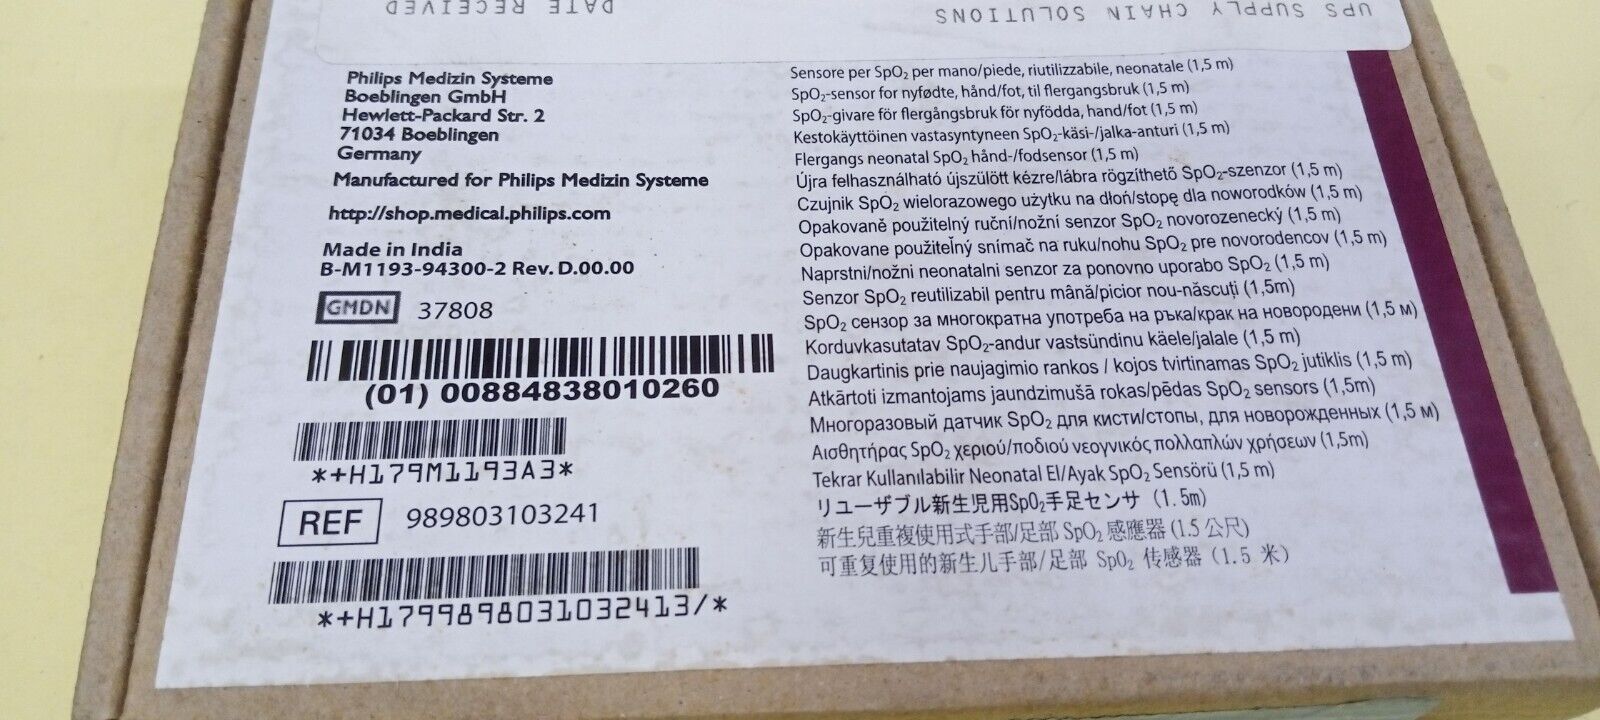 UPS SUPPLY CHAIN SOLUTIONS
DATE RECEIVED
Philips Medizin Systeme
Boeblingen GmbH
Hewlett-Packard Str. 2
71034 Boeblingen
Germany
Manufactured for Philips Medizin Systeme
http://shop.medical.philips.com
Made in India
B-M1193-94300-2 Rev. D.00.00
GMDN 37808
(01) 00884838010260
*+H179M1193A3*
REF 989803103241
*+H1799898031032413/*
Sensore per SpO₂ per mano/piede, riutilizzabile, neonatale (1,5 m)
SpO₂-sensor for nyfødte, hånd/fot, til flergangsbruk (1,5 m)
SpO₂-givare för flergångsbruk för nyfödda, hand/fot (1,5 m)
Kestokäyttöinen vastasyntyneen SpO₂-käsi-/jalka-anturi (1,5 m)
Flergangs neonatal SpO₂ hånd-/fodsensor (1,5 m)
Újra felhasználható újszülött kézre/lábra rögzíthető SpO₂-szenzor (1,5 m)
Czujnik SpO₂ wielorazowego użytku na dłoń/stopę dla noworodków (1,5 m)
Opakovaně použitelný ruční/nožní senzor SpO₂ novorozenecký (1,5 m)
Opakovane použiteľný snímač na ruku/nohu SpO₂ pre novorodencov (1,5 m)
Naprstni/nožni neonatalni senzor za ponovno uporabo SpO₂ (1,5 m)
Senzor SpO₂ reutilizabil pentru mână/picior nou-născuți (1,5m)
SpO₂ сензор за многократна употреба на ръка/крак на новородени (1,5 м)
Korduvkasutatav SpO₂-andur vastsündinu käele/jalale (1,5 m)
Daugkartinis prie naujagimio rankos / kojos tvirtinamas SpO₂ jutiklis (1,5 m)
Atkārtoti izmantojams jaundzimušā rokas/pēdas SpO₂ sensors (1,5m)
Многоразовый датчик SpO₂ для кисти/стопы, для новорожденных (1,5 м)
Αισθητήρας SpO₂ χεριού/ποδιού νεογνικός πολλαπλών χρήσεων (1,5m)
Tekrar Kullanılabilir Neonatal El/Ayak SpO₂ Sensörü (1,5 m)
リユーザブル新生児用SpO₂手足センサ (1.5m)
新生兒重複使用式手部/足部 SpO₂ 感應器 (1.5 公尺)
可重复使用的新生儿手部/足部 SpO₂ 传感器 (1.5 米)